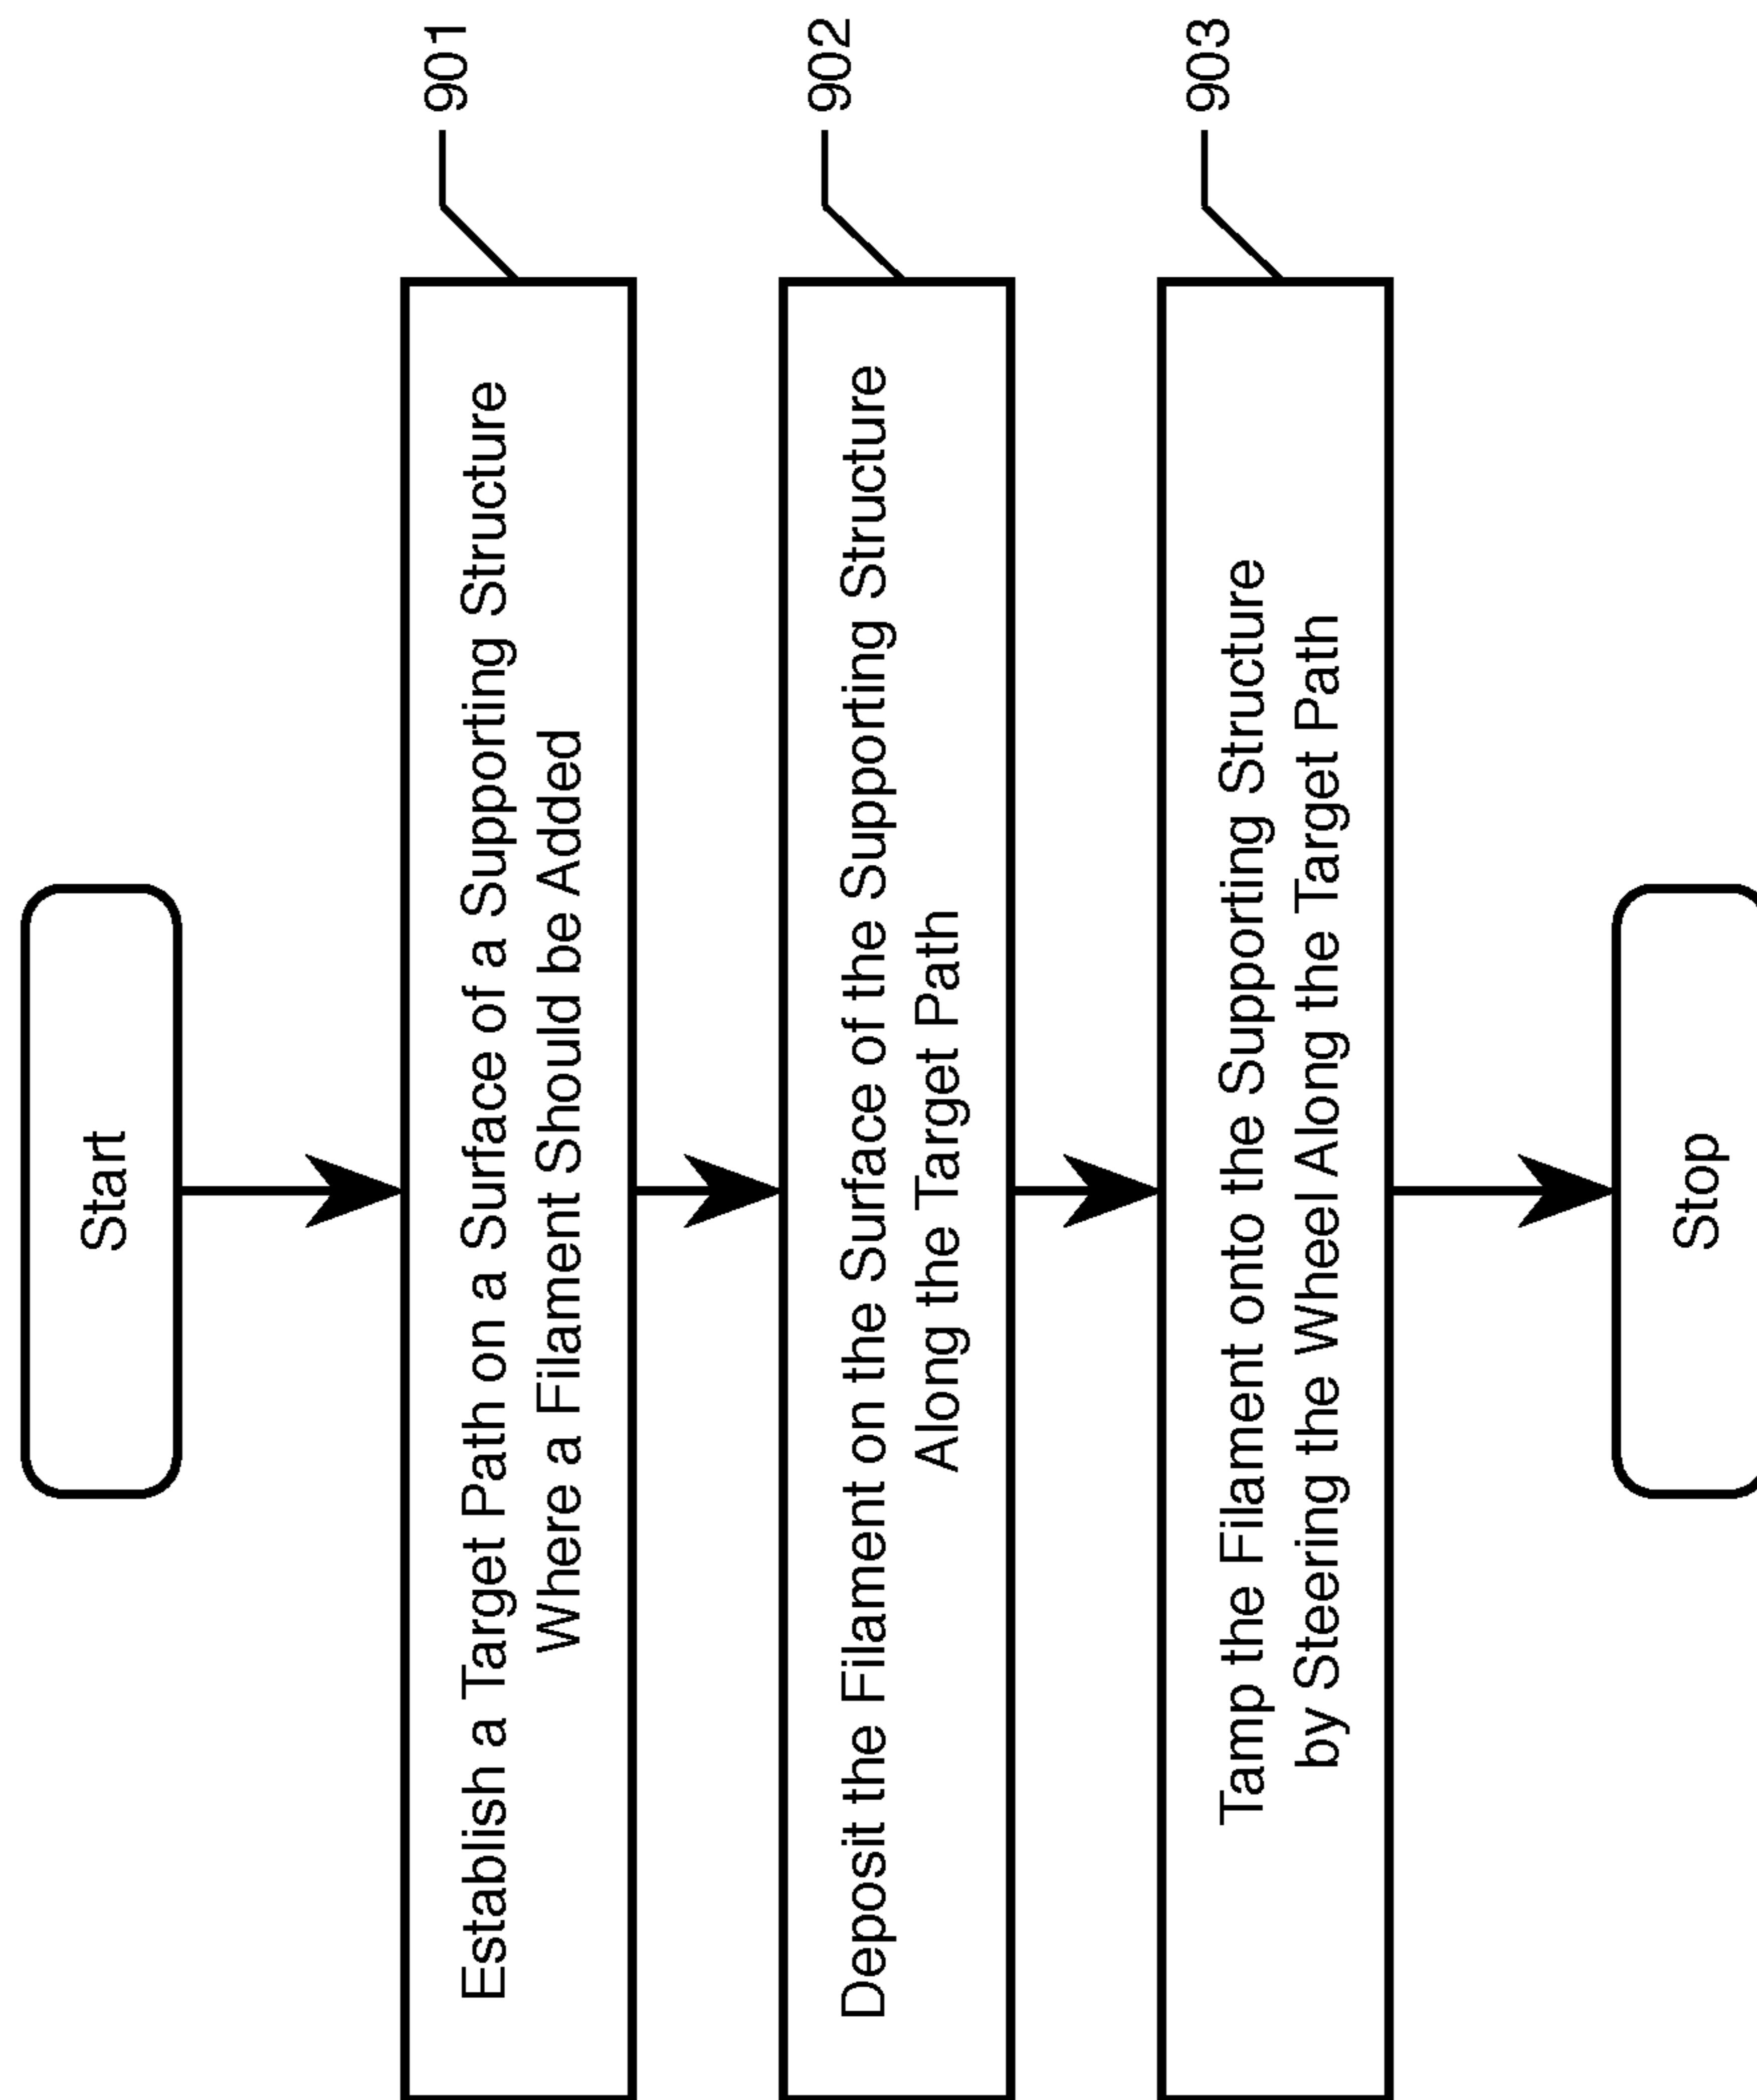 Start
Establish a Target Path on a Surface of a Supporting Structure
Where a Filament Should be Added
901
Deposit the Filament on the Surface of the Supporting Structure
Along the Target Path
902
Tamp the Filament onto the Supporting Structure
by Steering the Wheel Along the Target Path
903
Stop